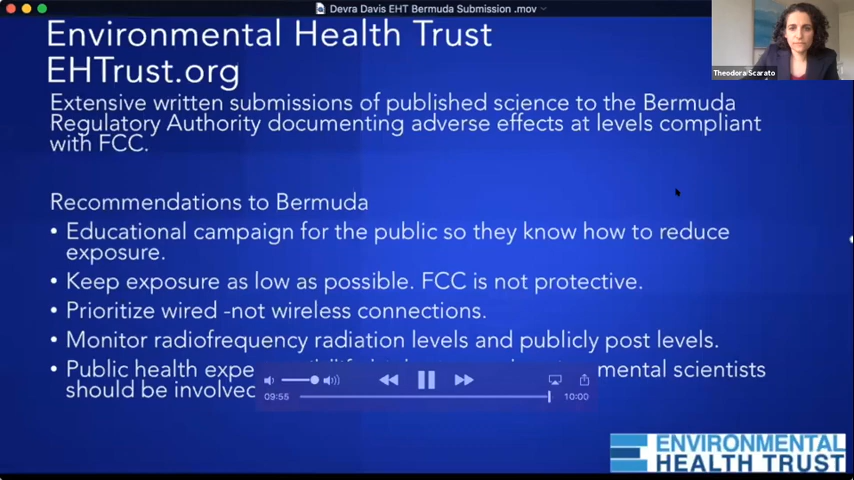 Devra Davis EHT Bermuda Submission .mov
Theodora Scarato
Environmental Health Trust
EHTrust.org
Extensive written submissions of published science to the Bermuda
Regulatory Authority documenting adverse effects at levels compliant
with FCC.
Recommendations to Bermuda
• Educational campaign for the public so they know how to reduce
exposure.
• Keep exposure as low as possible. FCC is not protective.
• Prioritize wired -not wireless connections.
• Monitor radiofrequency radiation levels and publicly post levels.
• Public health mental scientists
should be involved
09:55
10:00
ENVIRONMENTAL
HEALTH TRUST